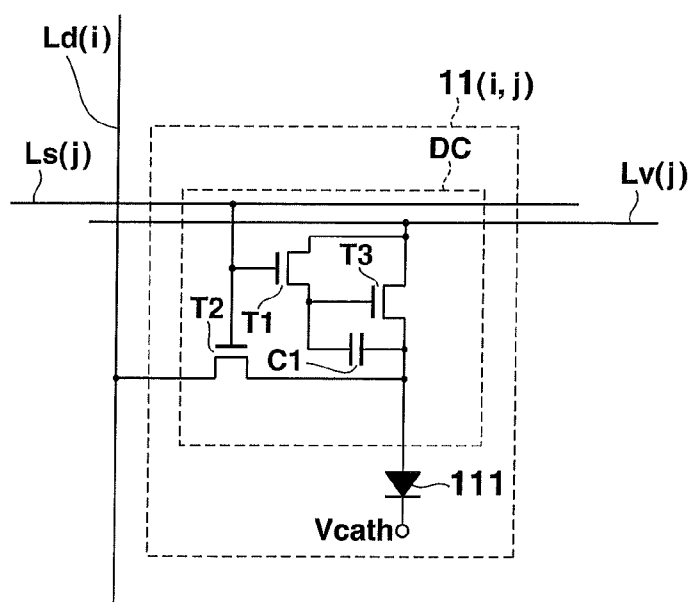 Ld(i)
11(i, j)
Ls(j)
DC
Lv(j)
T3
T2
T1
C1
111
Vcath